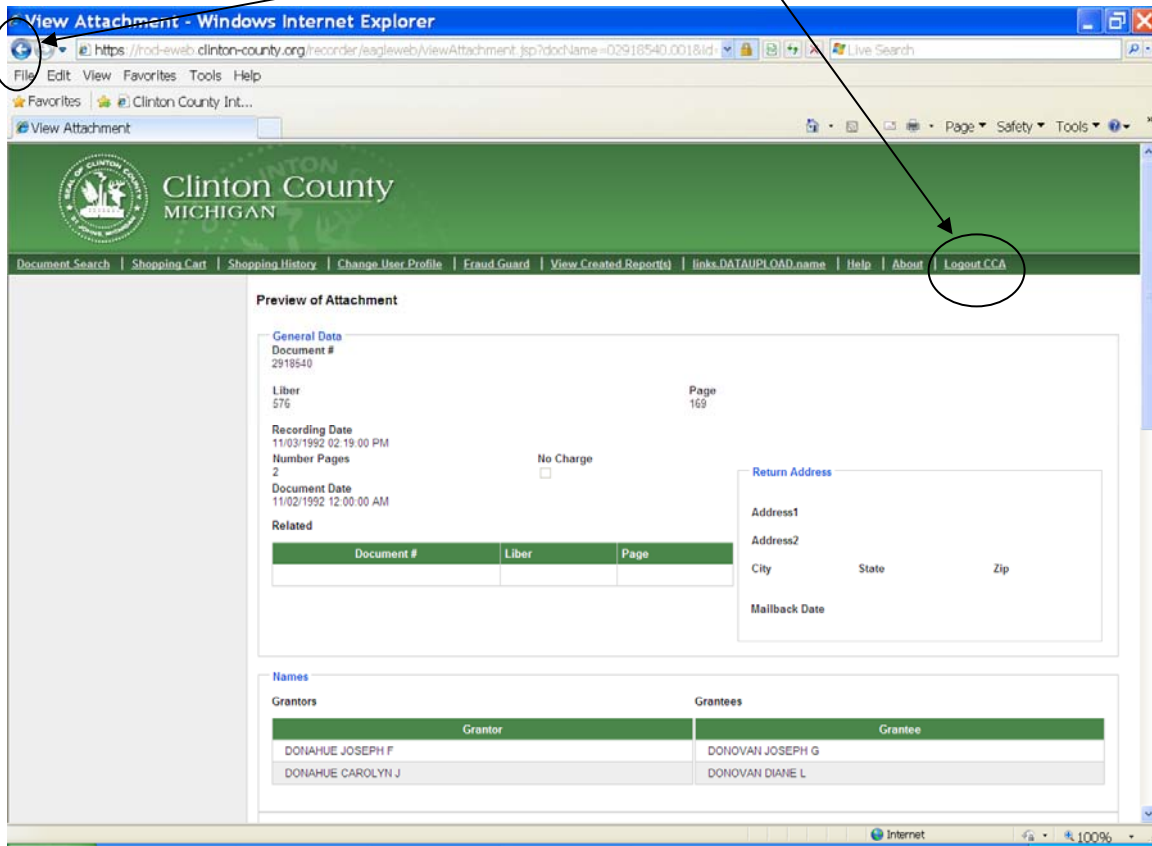 View Attachment - Windows Internet Explorer
https://rod-eweb.clinton-county.org/recorder/eagleweb/viewAttachment.jsp?docName=02918540.001&id
Live Search
File Edit View Favorites Tools Help
Favorites Clinton County Int...
View Attachment Page Safety Tools
SEAL OF CLINTON COUNTY
Clinton County
MICHIGAN
Document Search | Shopping Cart | Shopping History | Change User Profile | Fraud Guard | View Created Report(s) | links.DATAUPLOAD.name | Help | About | Logout CCA
Preview of Attachment
General Data
Document #
2918540
Liber Page
576 169
Recording Date
11/03/1992 02:19:00 PM
Number Pages No Charge
2
Return Address
Document Date
11/02/1992 12:00:00 AM
Address1
Related
Address2
Document # Liber Page
City State Zip
Mailback Date
Names
Grantors Grantees
Grantor Grantee
DONAHUE JOSEPH F DONOVAN JOSEPH G
DONAHUE CAROLYN J DONOVAN DIANE L
Internet 100%